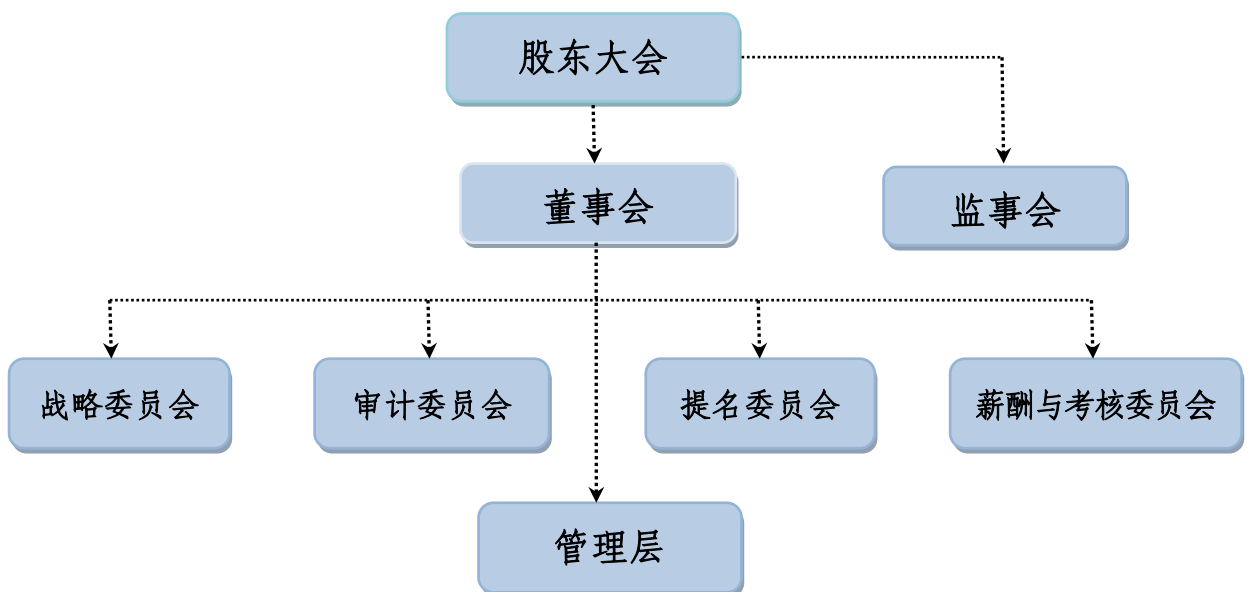 股东大会
董事会
监事会
战略委员会
审计委员会
提名委员会
薪酬与考核委员会
管理层